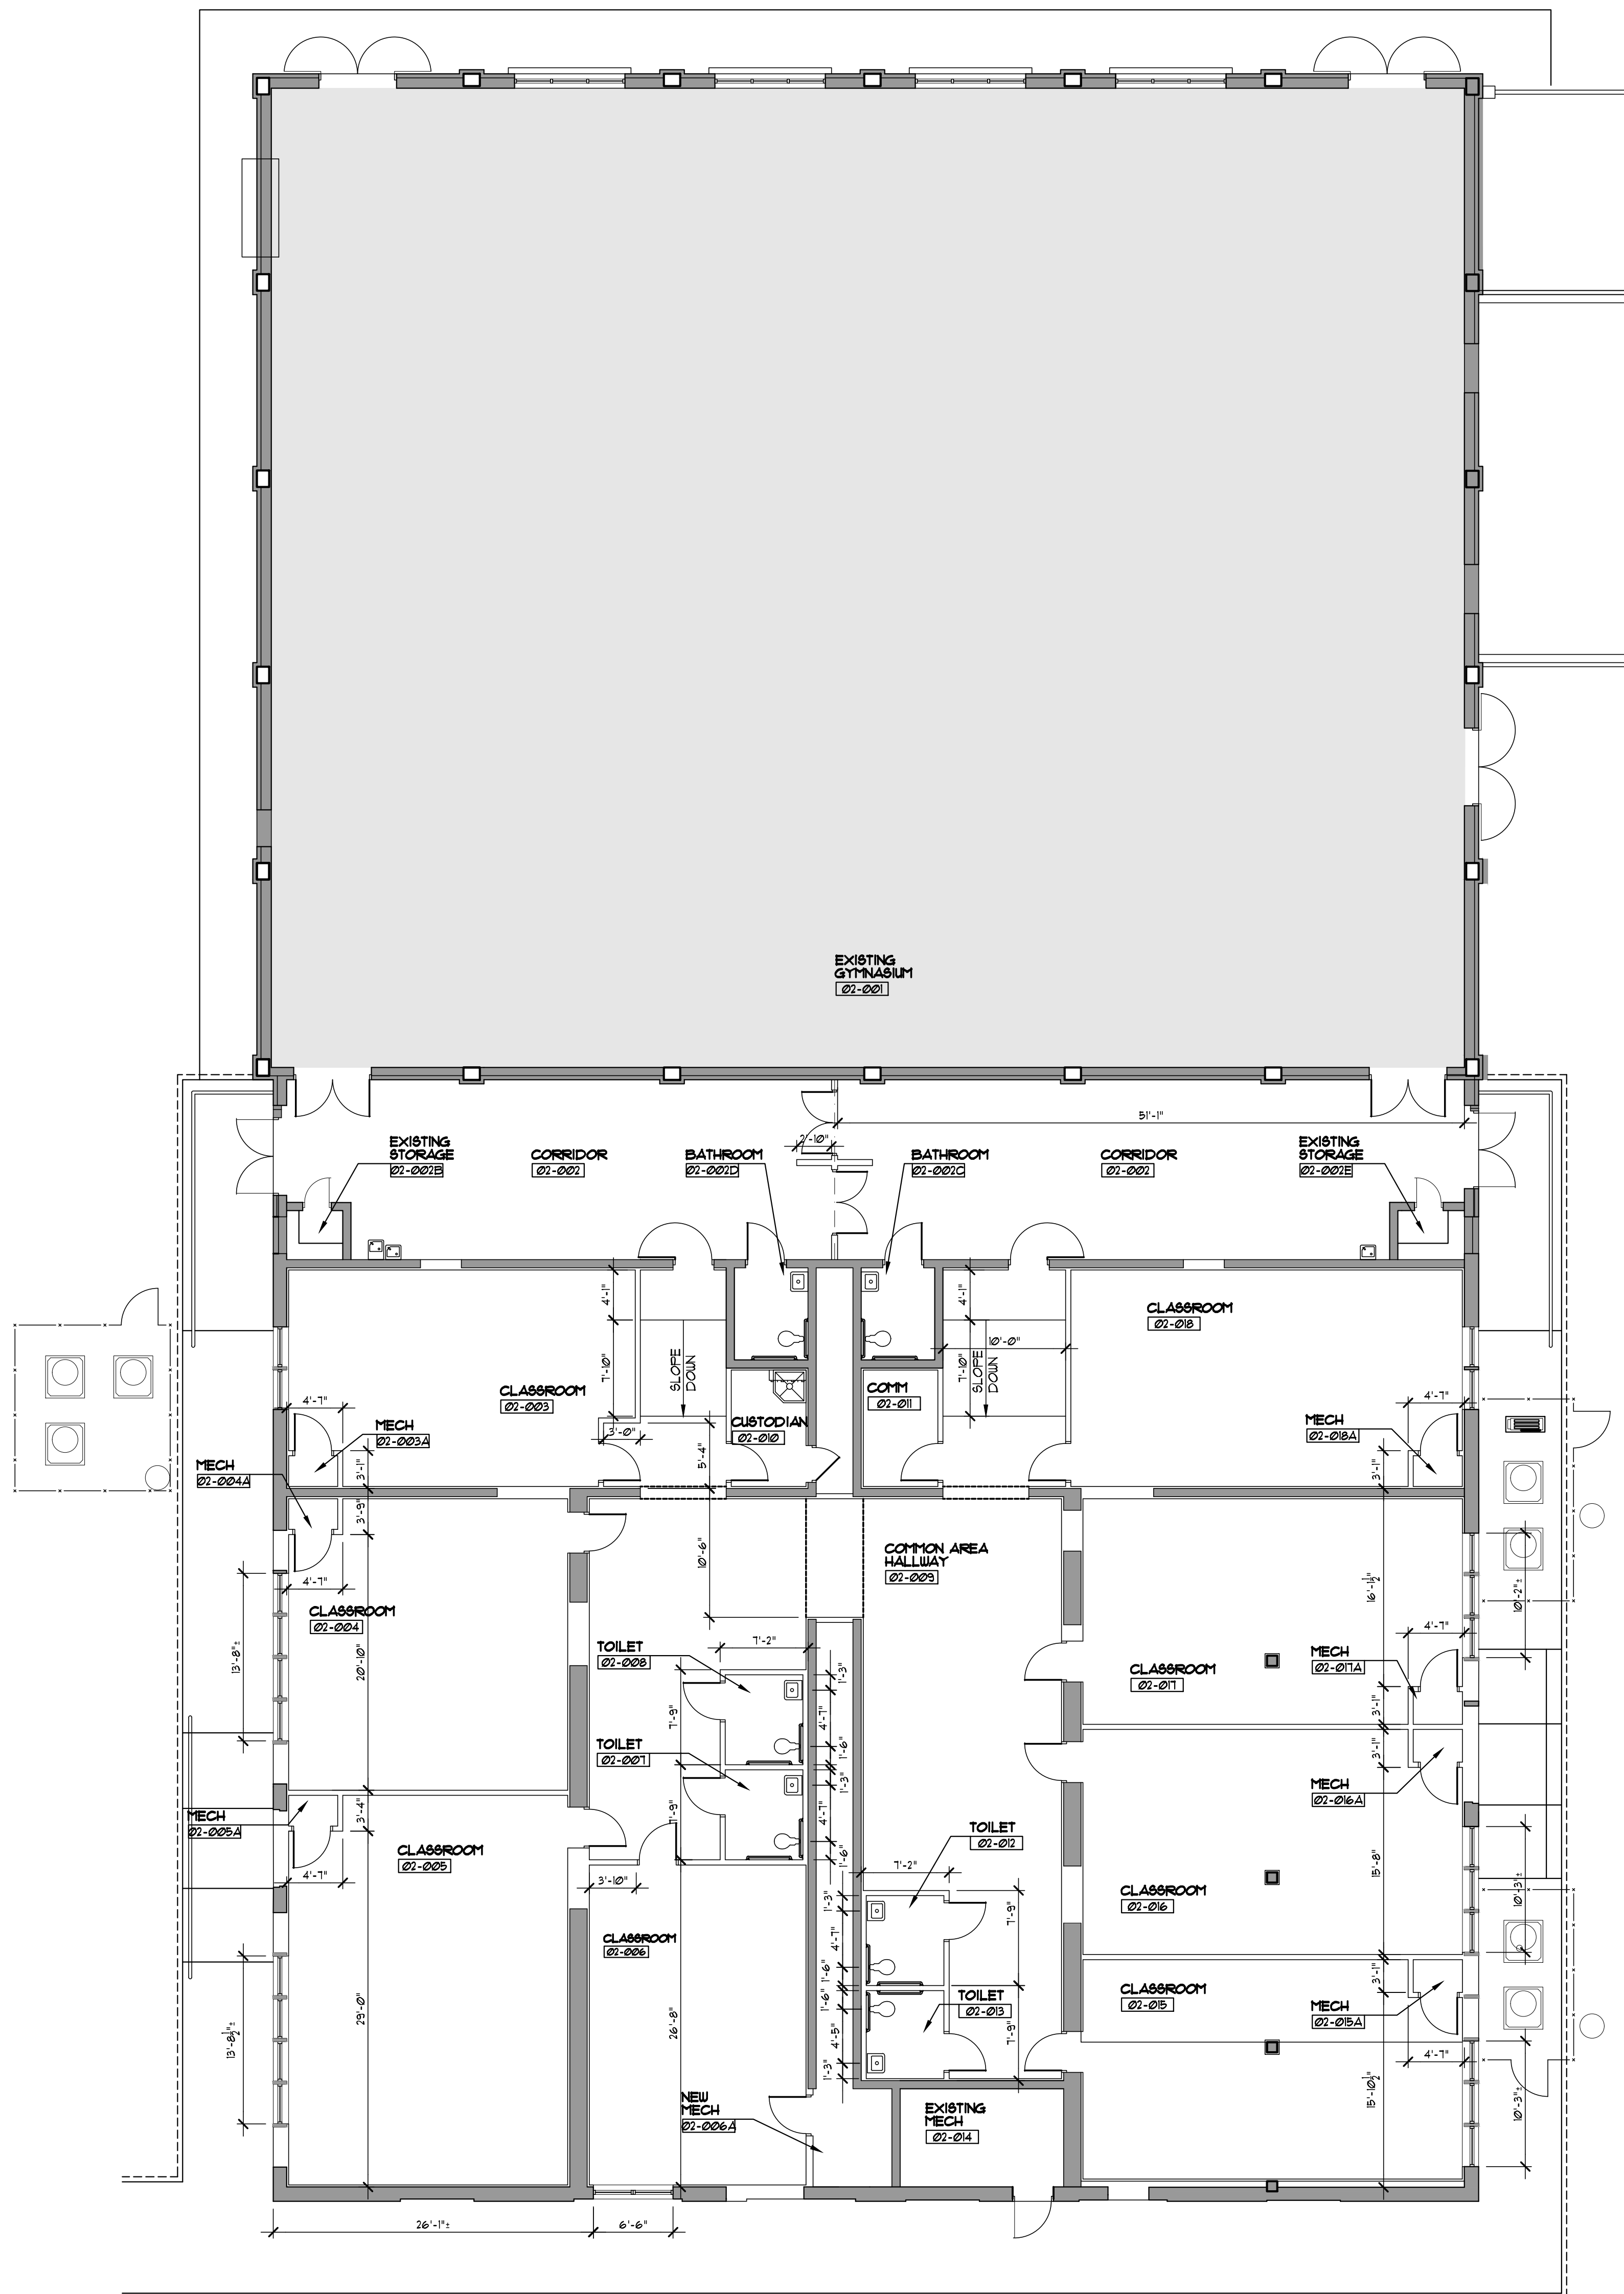 EXISTING
GYMNASIUM
02-001
51'-1"
2'-10"
EXISTING
STORAGE
02-002B
CORRIDOR
02-002
BATHROOM
02-002D
BATHROOM
02-002C
CORRIDOR
02-002
EXISTING
STORAGE
02-002E
4'-1"
7'-10"
SLOPE
DOWN
4'-1"
7'-10"
SLOPE
DOWN
10'-0"
CLASSROOM
02-018
CLASSROOM
02-003
COMM
02-011
CUSTODIAN
02-010
4'-7"
MECH
02-003A
3'-1"
3'-0"
5'-4"
4'-7"
MECH
02-018A
3'-1"
MECH
02-004A
3'-9"
4'-7"
10'-6"
COMMON AREA
HALLWAY
02-009
CLASSROOM
02-004
13'-8"±
20'-10"
16'-1½"
10'-2"±
TOILET
02-008
7'-2"
7'-9"
1'-3"
4'-7"
1'-6"
CLASSROOM
02-017
4'-7"
MECH
02-017A
3'-1"
TOILET
02-007
7'-9"
1'-3"
4'-7"
1'-6"
3'-1"
MECH
02-016A
MECH
02-005A
3'-4"
4'-7"
CLASSROOM
02-005
TOILET
02-012
7'-2"
3'-10"
15'-8"
10'-3"±
CLASSROOM
02-016
CLASSROOM
02-006
1'-3"
4'-7"
1'-6"
7'-9"
1'-6"
4'-5"
1'-3"
TOILET
02-013
7'-9"
CLASSROOM
02-015
3'-1"
MECH
02-015A
4'-7"
13'-8½"±
29'-0"
26'-8"
15'-10½"
10'-3"±
NEW
MECH
02-006A
EXISTING
MECH
02-014
26'-1"±
6'-6"